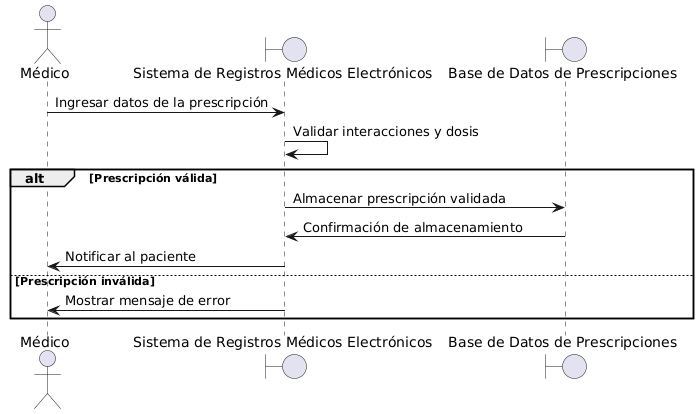 Médico
Sistema de Registros Médicos Electrónicos
Base de Datos de Prescripciones
Ingresar datos de la prescripción
Validar interacciones y dosis
alt
[Prescripción válida]
Almacenar prescripción validada
Confirmación de almacenamiento
Notificar al paciente
[Prescripción inválida]
Mostrar mensaje de error
Médico
Sistema de Registros Médicos Electrónicos
Base de Datos de Prescripciones